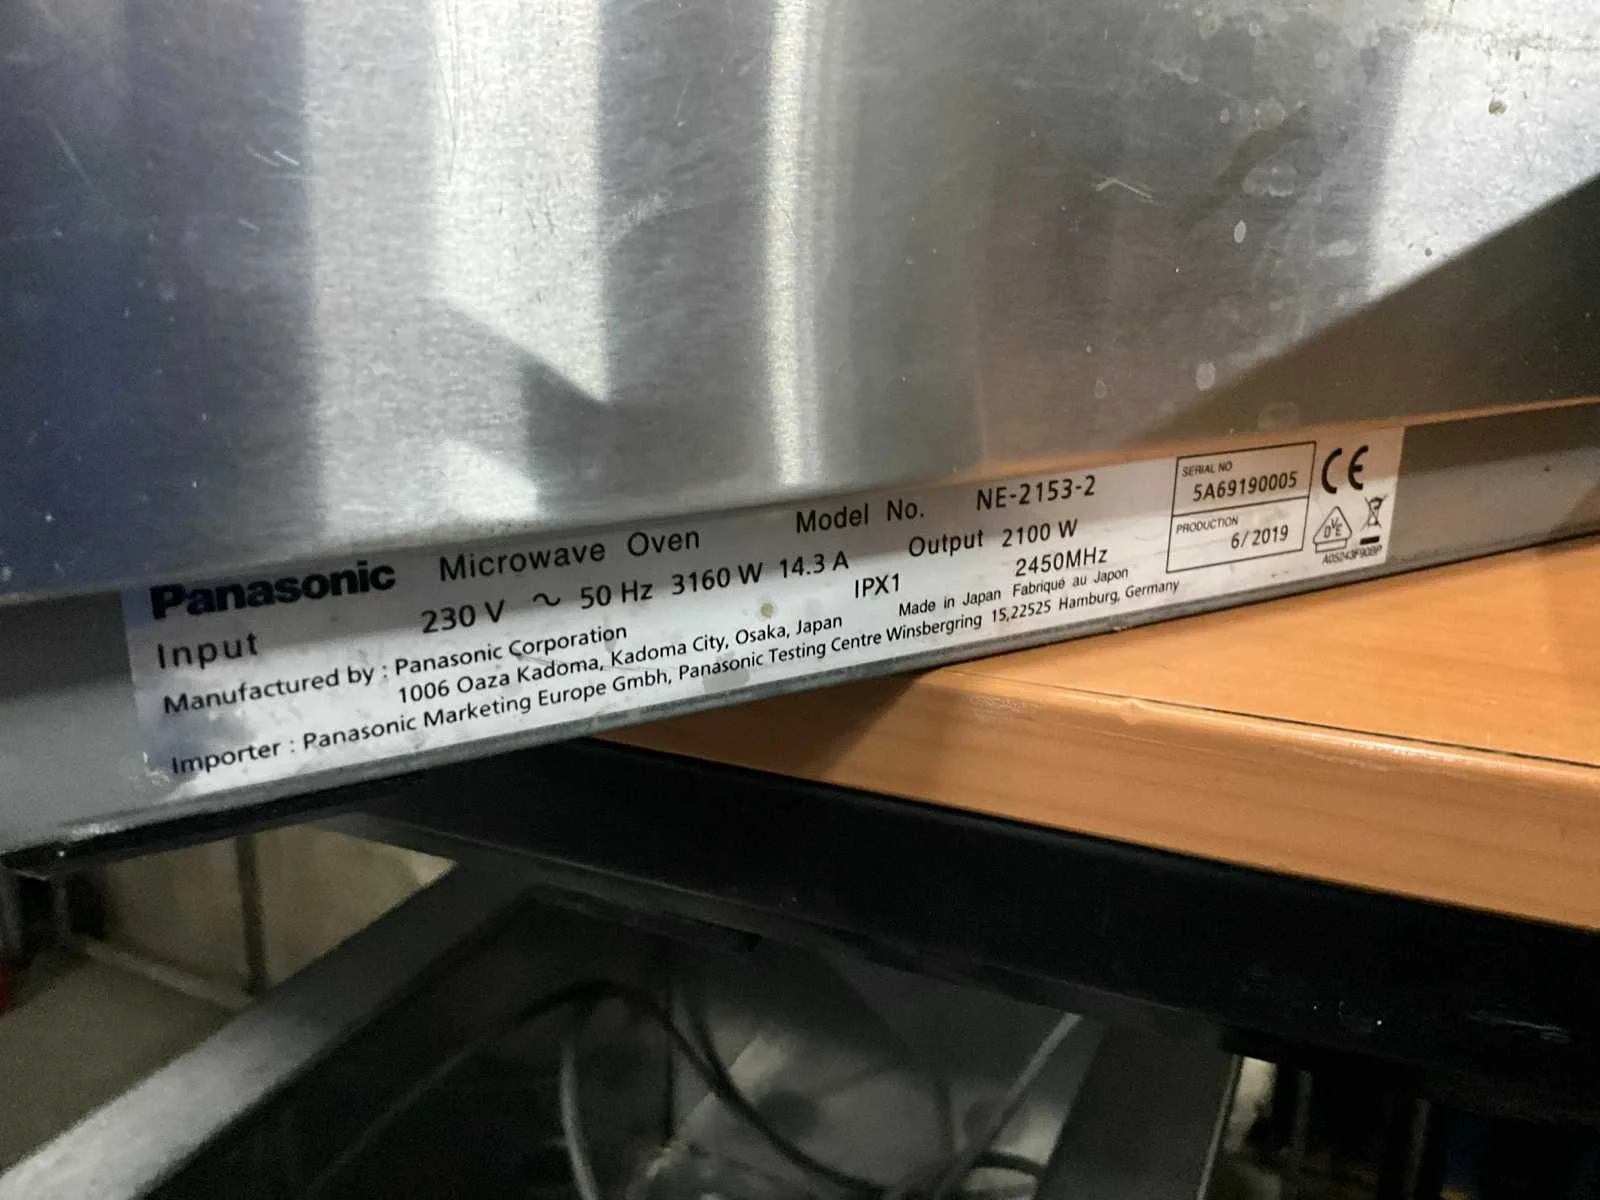 Panasonic Microwave Oven Model No. NE-2153-2
Input 230 V ~ 50 Hz 3160 W 14.3 A Output 2100 W
IPX1 2450MHz
Manufactured by : Panasonic Corporation
1006 Oaza Kadoma, Kadoma City, Osaka, Japan
Made in Japan Fabriqué au Japon
Importer : Panasonic Marketing Europe Gmbh, Panasonic Testing Centre Winsbergring 15,22525 Hamburg, Germany
SERIAL NO
5A69190005
PRODUCTION
6/2019
CE
DVE